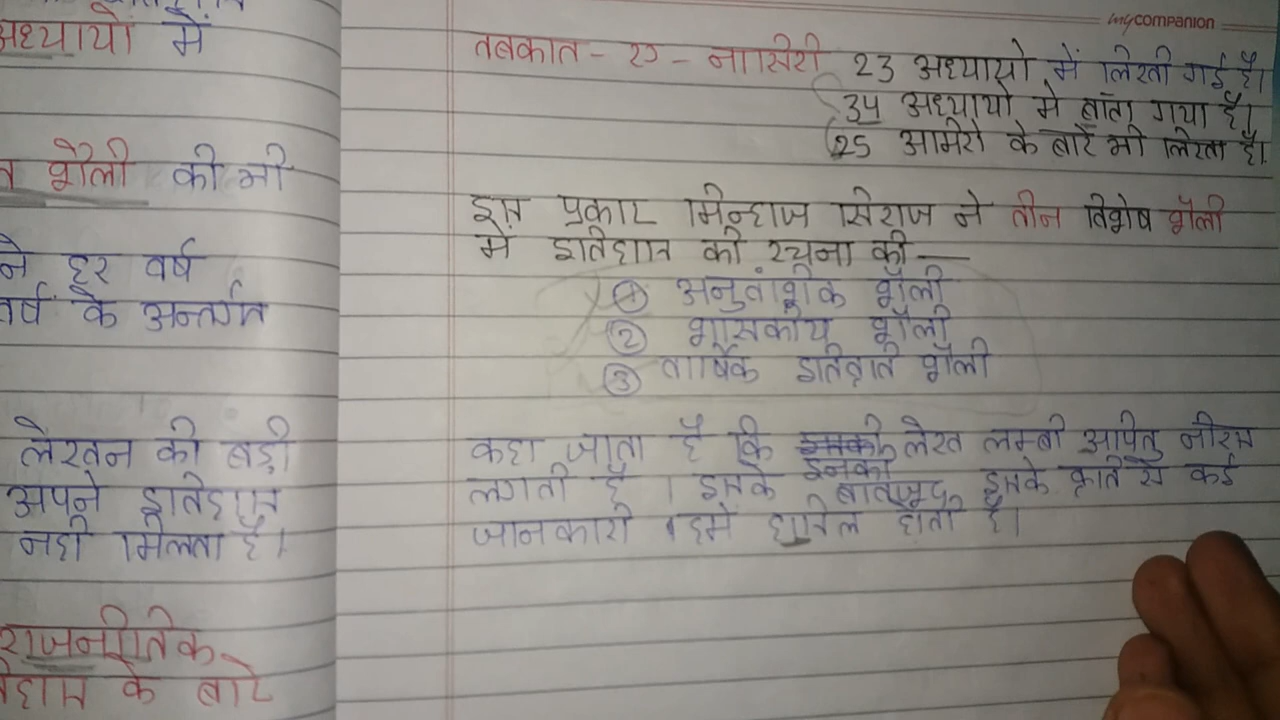 अध्यायों में
शैली की भी
ने हर वर्ष
वर्ष के अन्तर्गत
लेखन की बड़ी
अपने इतिहास
नही मिलता है।
राजनीतिक
के बारे
mycompanion
तबकात - ए - नासिरी 23 अध्यायो में लिखी गई है।
34 अध्यायो मे बाँटा गया है।
25 आमिरो के बारे भी लिखा है।
इस प्रकार मिन्हाज सिराज ने तीन विशेष शैली
में इतिहास की रचना की —
① अनुवांशिक शैली
② शासकीय शैली
③ वार्षिक इतिवृति शैली
कहा जाता है कि इनकी लेख लम्बी अपितु नीरस
लगती है । इसके बावजूद इसके कृति से कई
जानकारी हमे हासिल होती है।